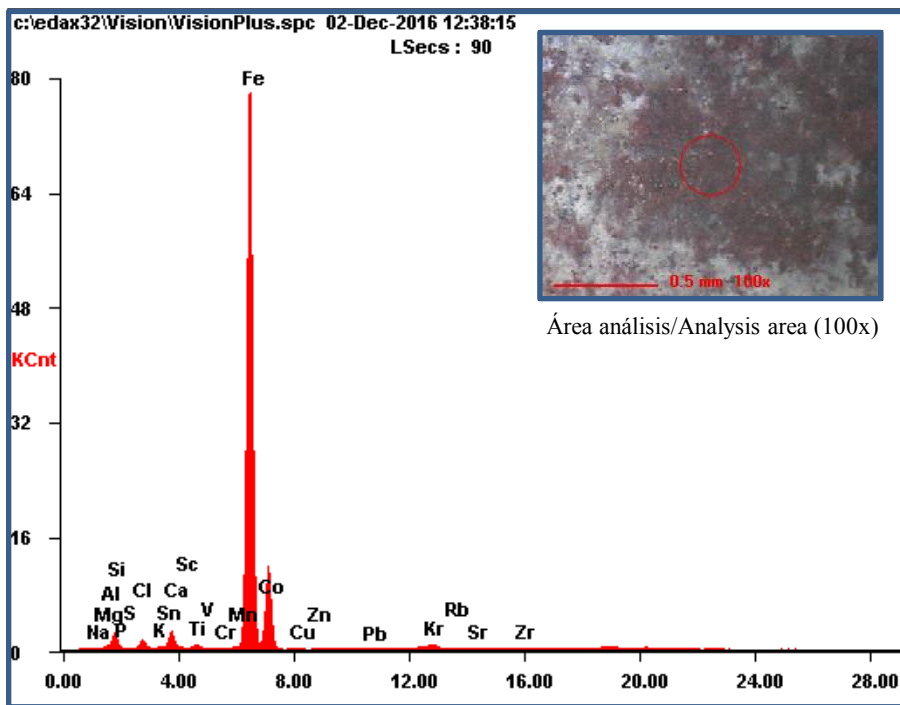 c:\edax32\Vision\VisionPlus.spc 02-Dec-2016 12:38:15
LSecs : 90
80
Fe
64
48
0.5 mm 100x
Área análisis/Analysis area (100x)
KCnt
32
16
Si
Sc
Al
Cl
Ca
Co
Mg
S
Sn
V
Mn
Zn
Rb
Na
P
K
Ti
Cr
Cu
Pb
Kr
Sr
Zr
0
0.00 4.00 8.00 12.00 16.00 20.00 24.00 28.00